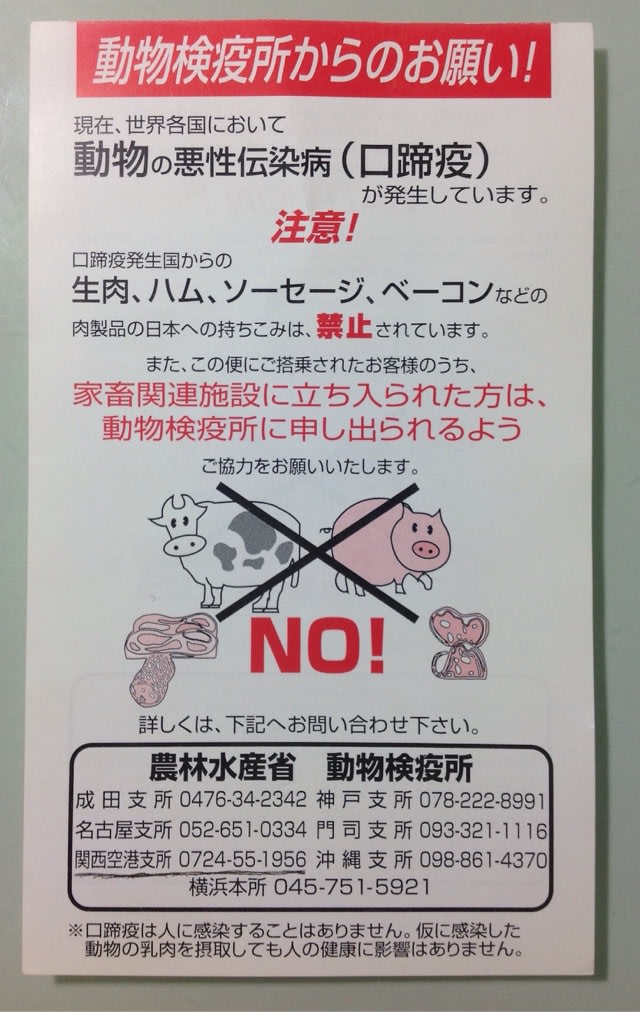 動物検疫所からのお願い!
現在、世界各国において
動物の悪性伝染病(口蹄疫)
が発生しています。
注意!
口蹄疫発生国からの
生肉、ハム、ソーセージ、ベーコンなどの
肉製品の日本への持ちこみは、禁止されています。
また、この便にご搭乗されたお客様のうち、
家畜関連施設に立ち入られた方は、
動物検疫所に申し出られるよう
ご協力をお願いいたします。
NO!
詳しくは、下記へお問い合わせ下さい。
農林水産省 動物検疫所
成田支所 0476-34-2342 神戸支所 078-222-8991
名古屋支所 052-651-0334 門司支所 093-321-1116
関西空港支所 0724-55-1956 沖縄支所 098-861-4370
横浜本所 045-751-5921
※口蹄疫は人に感染することはありません。仮に感染した
動物の乳肉を摂取しても人の健康に影響はありません。